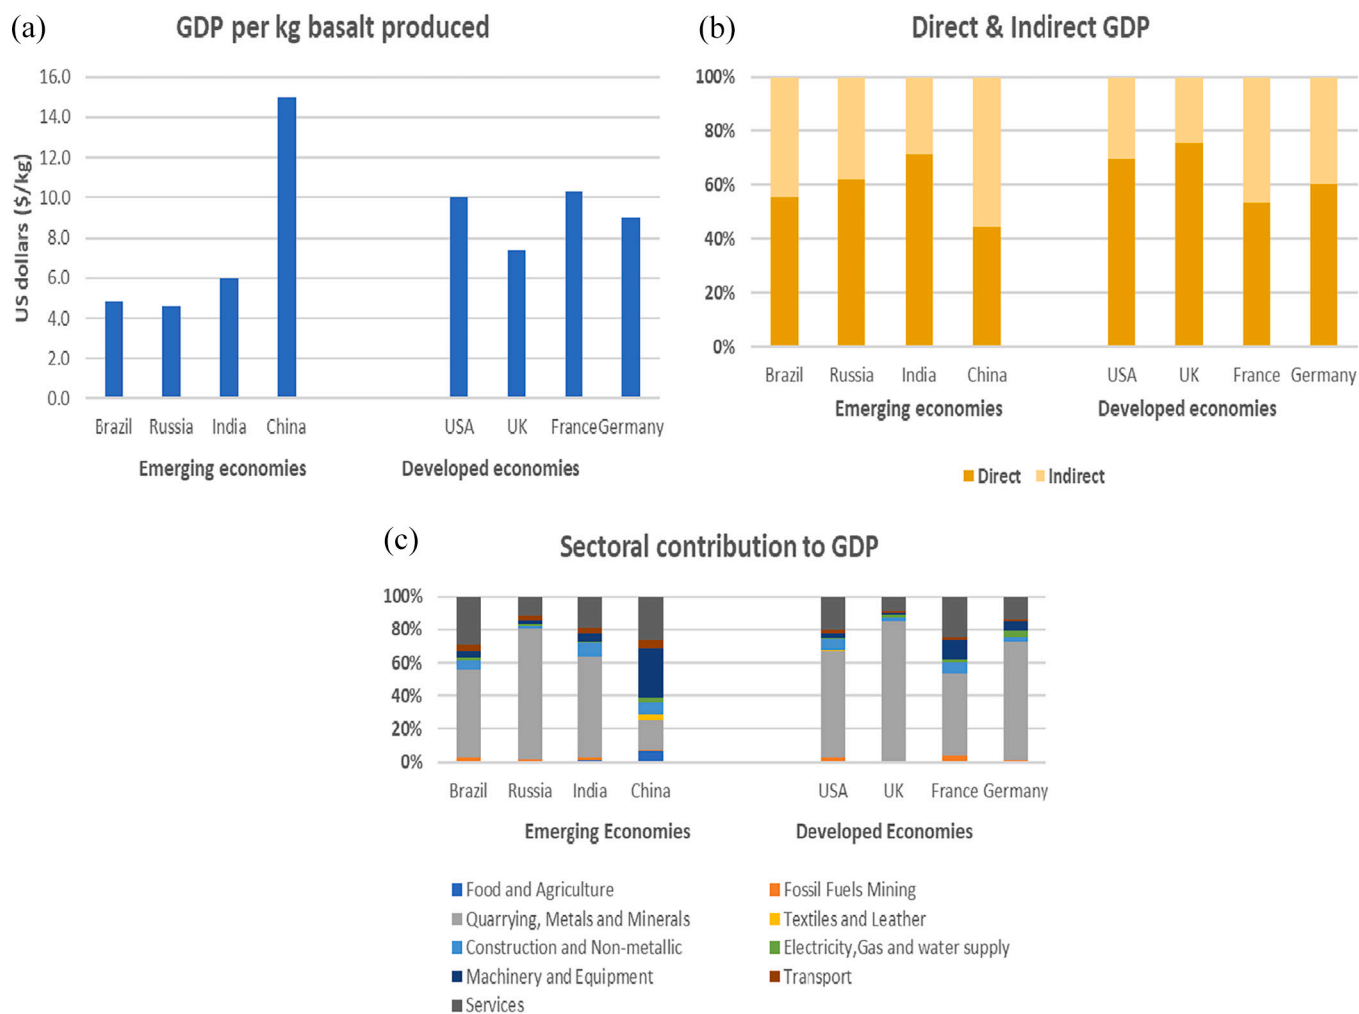 (a)
GDP per kg basalt produced
US dollars ($/kg)
16.0
14.0
12.0
10.0
8.0
6.0
4.0
2.0
0.0
Brazil Russia India China USA UK France Germany
Emerging economies Developed economies
(b)
Direct & Indirect GDP
100%
80%
60%
40%
20%
0%
Brazil Russia India China USA UK France Germany
Emerging economies Developed economies
Direct Indirect
(c)
Sectoral contribution to GDP
100%
80%
60%
40%
20%
0%
Brazil Russia India China USA UK France Germany
Emerging Economies Developed Economies
Food and Agriculture Fossil Fuels Mining
Quarrying, Metals and Minerals Textiles and Leather
Construction and Non-metallic Electricity,Gas and water supply
Machinery and Equipment Transport
Services